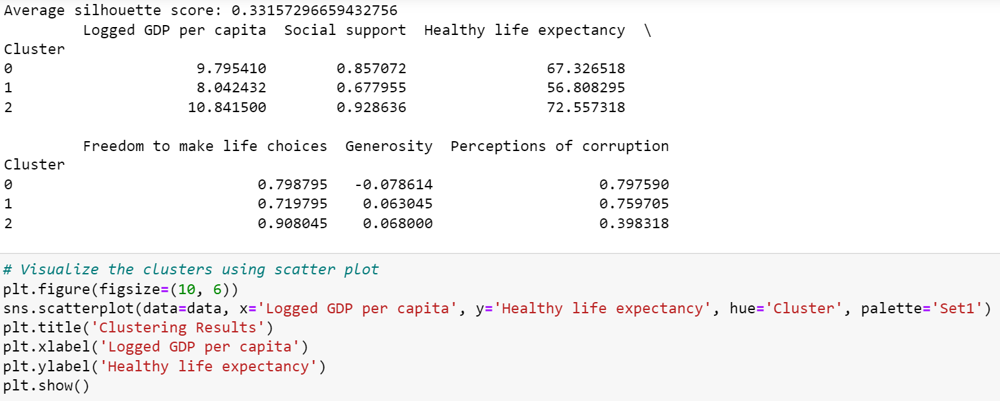 Average silhouette score: 0.33157296659432756
Logged GDP per capita  Social support  Healthy life expectancy  \
Cluster
0                    9.795410        0.857072                67.326518
1                    8.042432        0.677955                56.808295
2                   10.841500        0.928636                72.557318
Freedom to make life choices  Generosity  Perceptions of corruption
Cluster
0                            0.798795   -0.078614                   0.797590
1                            0.719795    0.063045                   0.759705
2                            0.908045    0.068000                   0.398318
# Visualize the clusters using scatter plot
plt.figure(figsize=(10, 6))
sns.scatterplot(data=data, x='Logged GDP per capita', y='Healthy life expectancy', hue='Cluster', palette='Set1')
plt.title('Clustering Results')
plt.xlabel('Logged GDP per capita')
plt.ylabel('Healthy life expectancy')
plt.show()